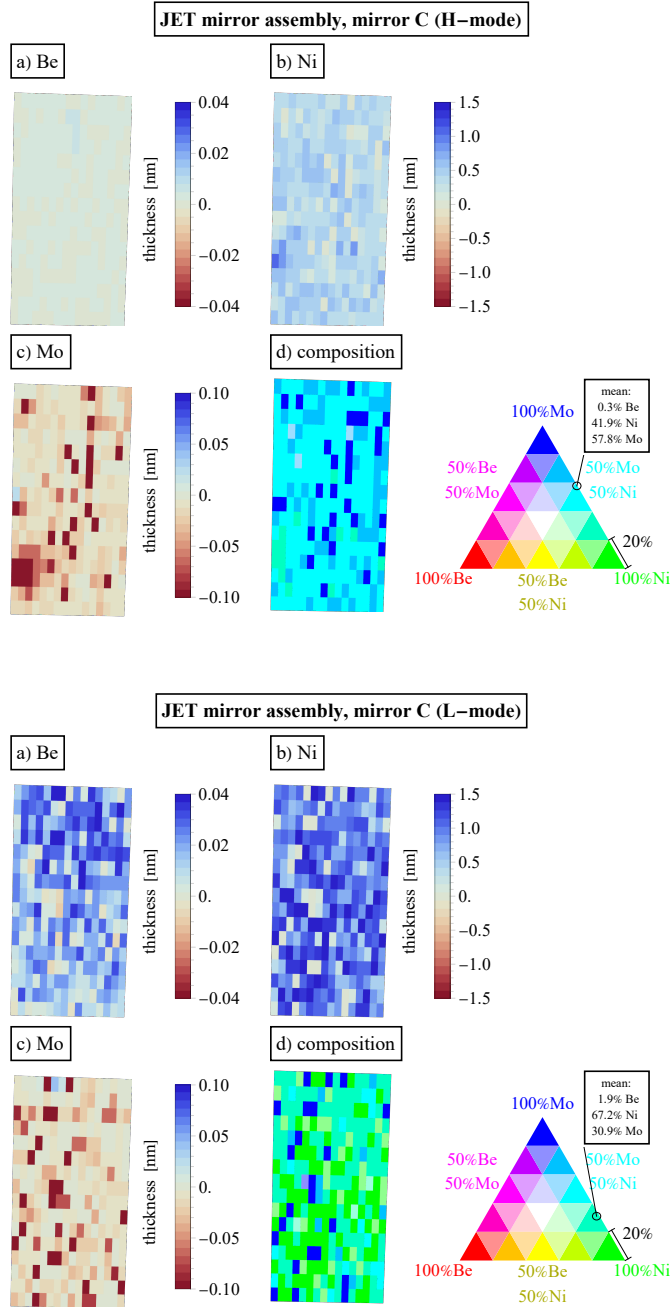 JET mirror assembly, mirror C (H−mode)
a) Be
b) Ni
0.04
0.02
0.
−0.02
−0.04
thickness [nm]
1.5
1.0
0.5
0.
−0.5
−1.0
−1.5
thickness [nm]
c) Mo
d) composition
0.10
0.05
0.
−0.05
−0.10
thickness [nm]
mean:
0.3% Be
41.9% Ni
57.8% Mo
100%Mo
50%Be
50%Mo
50%Mo
50%Ni
20%
100%Be
50%Be
50%Ni
100%Ni
JET mirror assembly, mirror C (L−mode)
a) Be
b) Ni
0.04
0.02
0.
−0.02
−0.04
thickness [nm]
1.5
1.0
0.5
0.
−0.5
−1.0
−1.5
thickness [nm]
c) Mo
d) composition
0.10
0.05
0.
−0.05
−0.10
thickness [nm]
mean:
1.9% Be
67.2% Ni
30.9% Mo
100%Mo
50%Be
50%Mo
50%Mo
50%Ni
20%
100%Be
50%Be
50%Ni
100%Ni